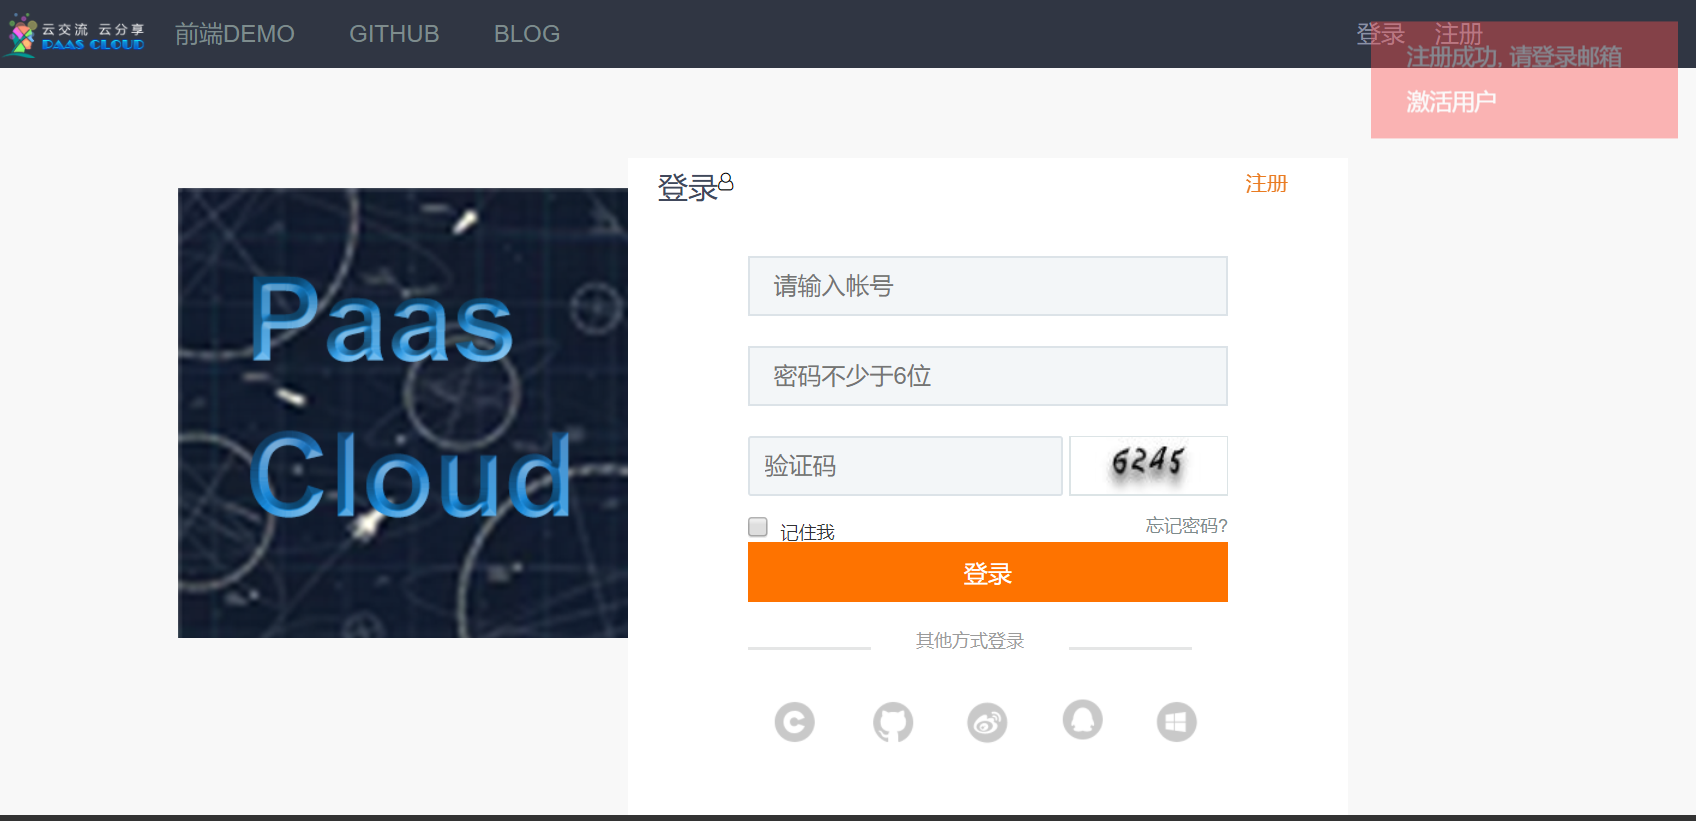 云交流 云分享
PAAS CLOUD
前端DEMO
GITHUB
BLOG
登录
注册
注册成功, 请登录邮箱
激活用户
Paas
Cloud
登录
注册
请输入帐号
密码不少于6位
验证码
6245
记住我
忘记密码?
登录
其他方式登录